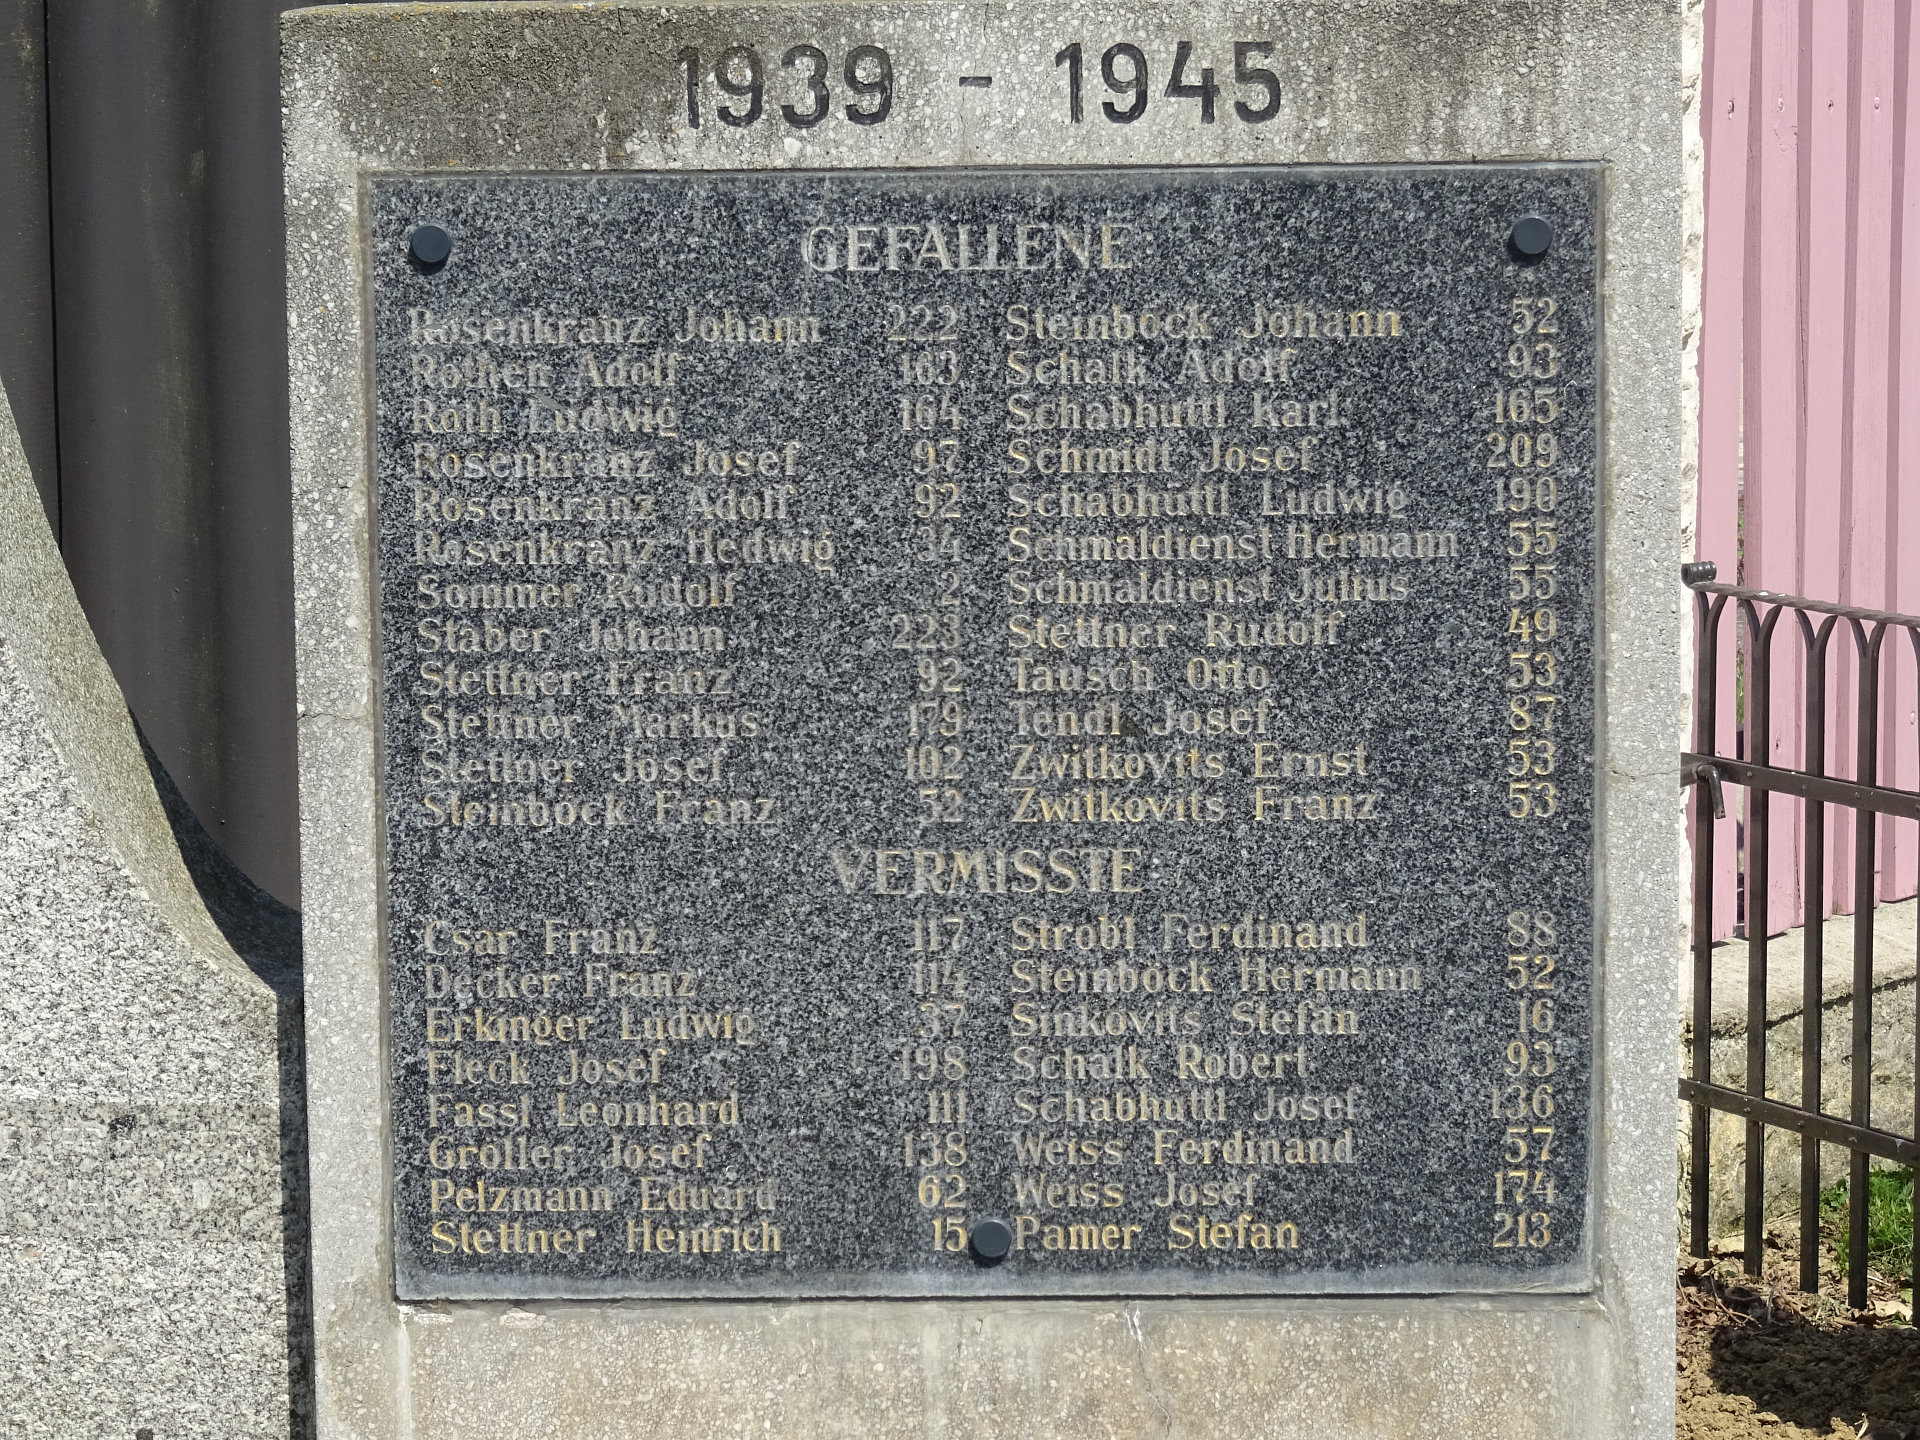 1939 - 1945
GEFALLENE
Rosenkranz Johann 222
Rothen Adolf 163
Roth Ludwig 164
Rosenkranz Josef 97
Rosenkranz Adolf 92
Rosenkranz Hedwig 34
Sommer Rudolf 2
Staber Johann 223
Stettner Franz 92
Stettner Markus 179
Stettner Josef 102
Steinböck Franz 52
Steinböck Johann 52
Schalk Adolf 93
Schabhüttl Karl 165
Schmidt Josef 209
Schabhüttl Ludwig 190
Schmaldienst Hermann 55
Schmaldienst Julius 55
Stettner Rudolf 49
Tausch Otto 53
Tendl Josef 87
Zwitkovits Ernst 53
Zwitkovits Franz 53
VERMISSTE
Csar Franz 117
Decker Franz 114
Erkinger Ludwig 37
Fleck Josef 198
Fassl Leonhard 111
Gröller Josef 138
Pelzmann Eduard 62
Stettner Heinrich 15
Strobl Ferdinand 88
Steinböck Hermann 52
Sinkovits Stefan 16
Schalk Robert 93
Schabhüttl Josef 136
Weiss Ferdinand 57
Weiss Josef 174
Pamer Stefan 213